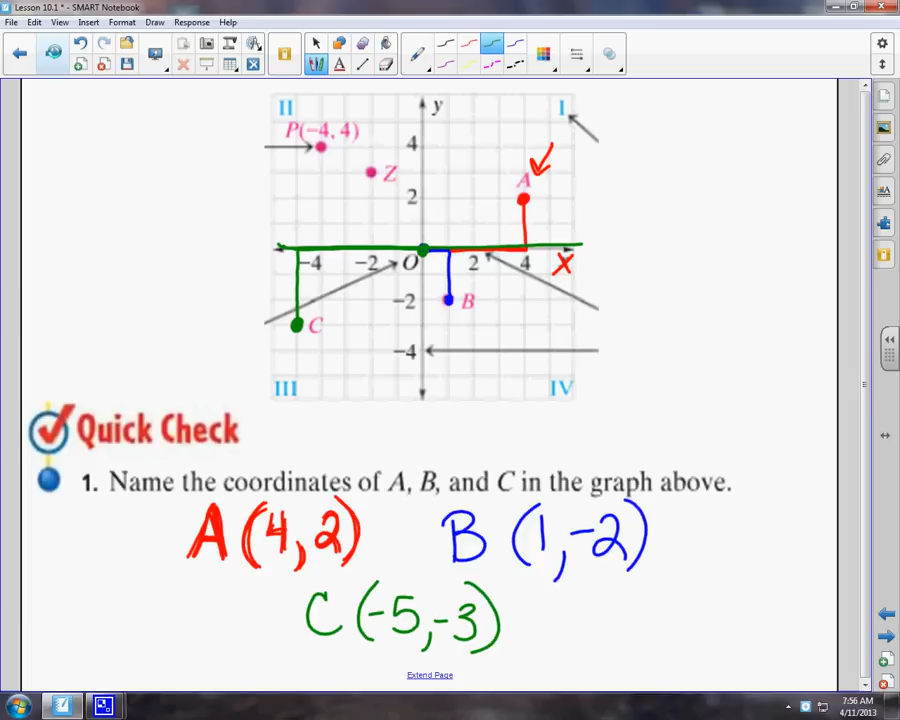 Lesson 10.1 * - SMART Notebook
File Edit View Insert Format Draw Response Help
II y I
P(−4, 4)
4
Z A
2
−4 −2 O 2 4 X
−2 B
C
−4
III IV
Quick Check
1. Name the coordinates of A, B, and C in the graph above.
A (4, 2) B (1, -2)
C (-5, -3)
Extend Page
7:56 AM
4/11/2013